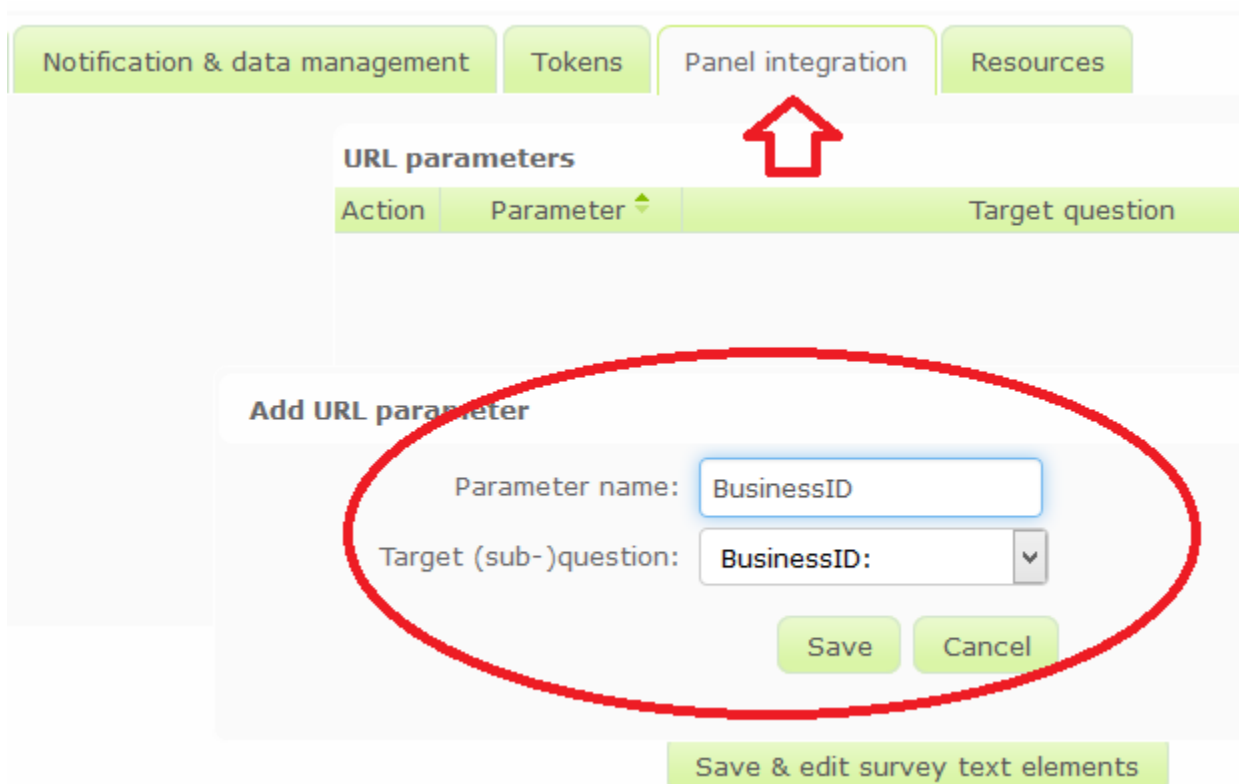 Notification & data management Tokens Panel integration Resources
URL parameters
Action Parameter Target question
Add URL parameter
Parameter name: BusinessID
Target (sub-)question: BusinessID:
Save Cancel
Save & edit survey text elements